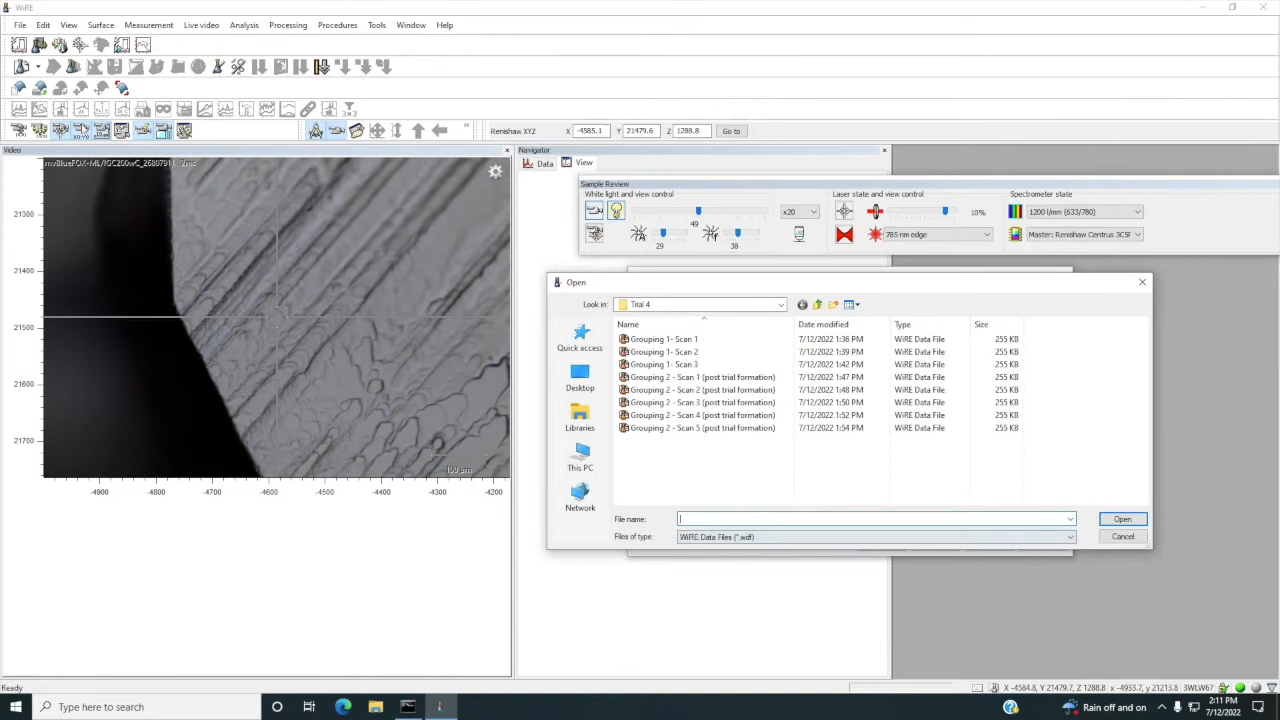 WiRE
File Edit View Surface Measurement Live video Analysis Processing Procedures Tools Window Help
Renishaw XYZ X -4585.1 Y 21479.6 Z 1288.8 Go to
Video
Navigator
Data View
Sample Review
White light and view control
Laser state and view control
Spectrometer state
x20
49
10%
1200 l/mm (633/780)
29
38
785 nm edge
21300
21400
21500
21600
21700
100 µm
-4900 -4800 -4700 -4600 -4500 -4400 -4300 -4200
Open
Look in: Trial 4
Name Date modified Type Size
Grouping 1- Scan 1 7/12/2022 1:36 PM WiRE Data File 255 KB
Grouping 1- Scan 2 7/12/2022 1:39 PM WiRE Data File 255 KB
Grouping 1- Scan 3 7/12/2022 1:42 PM WiRE Data File 255 KB
Grouping 2 - Scan 1 (post trial formation) 7/12/2022 1:47 PM WiRE Data File 255 KB
Grouping 2 - Scan 2 (post trial formation) 7/12/2022 1:48 PM WiRE Data File 255 KB
Grouping 2 - Scan 3 (post trial formation) 7/12/2022 1:50 PM WiRE Data File 255 KB
Grouping 2 - Scan 4 (post trial formation) 7/12/2022 1:52 PM WiRE Data File 255 KB
Grouping 2 - Scan 5 (post trial formation) 7/12/2022 1:54 PM WiRE Data File 255 KB
Quick access
Desktop
Libraries
This PC
Network
File name: Open
Files of type: WiRE Data Files (*.wdf) Cancel
Ready
X -4584.8 Y 21479.7 Z 1288.8 x -4933.7 y 21213.8 3WLW67
Type here to search
Rain off and on
2:11 PM
7/12/2022